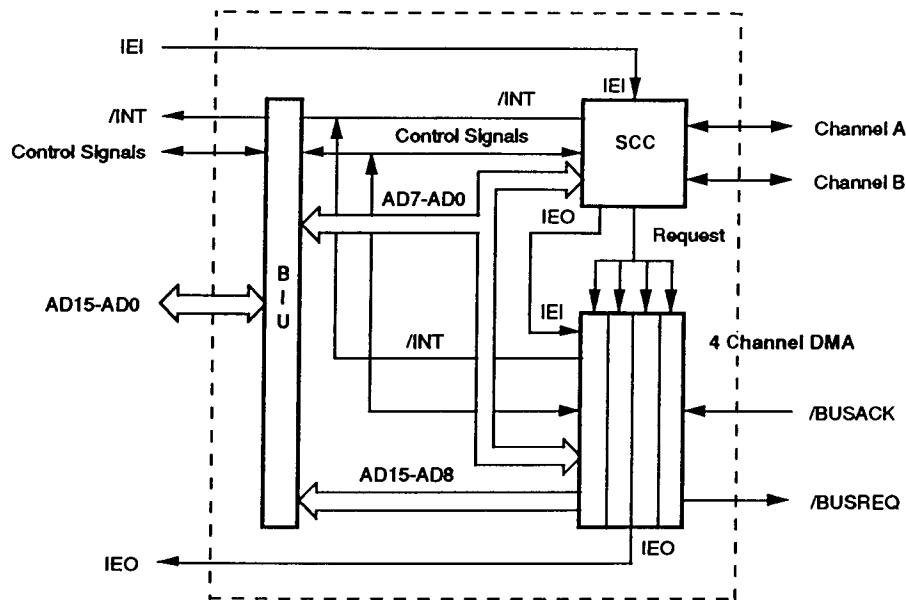 IEI
IEI
/INT
/INT
Control Signals
Control Signals
SCC
Channel A
Channel B
AD7-AD0
IEO
Request
B
I
U
AD15-AD0
IEI
/INT
4 Channel DMA
/BUSACK
AD15-AD8
/BUSREQ
IEO
IEO